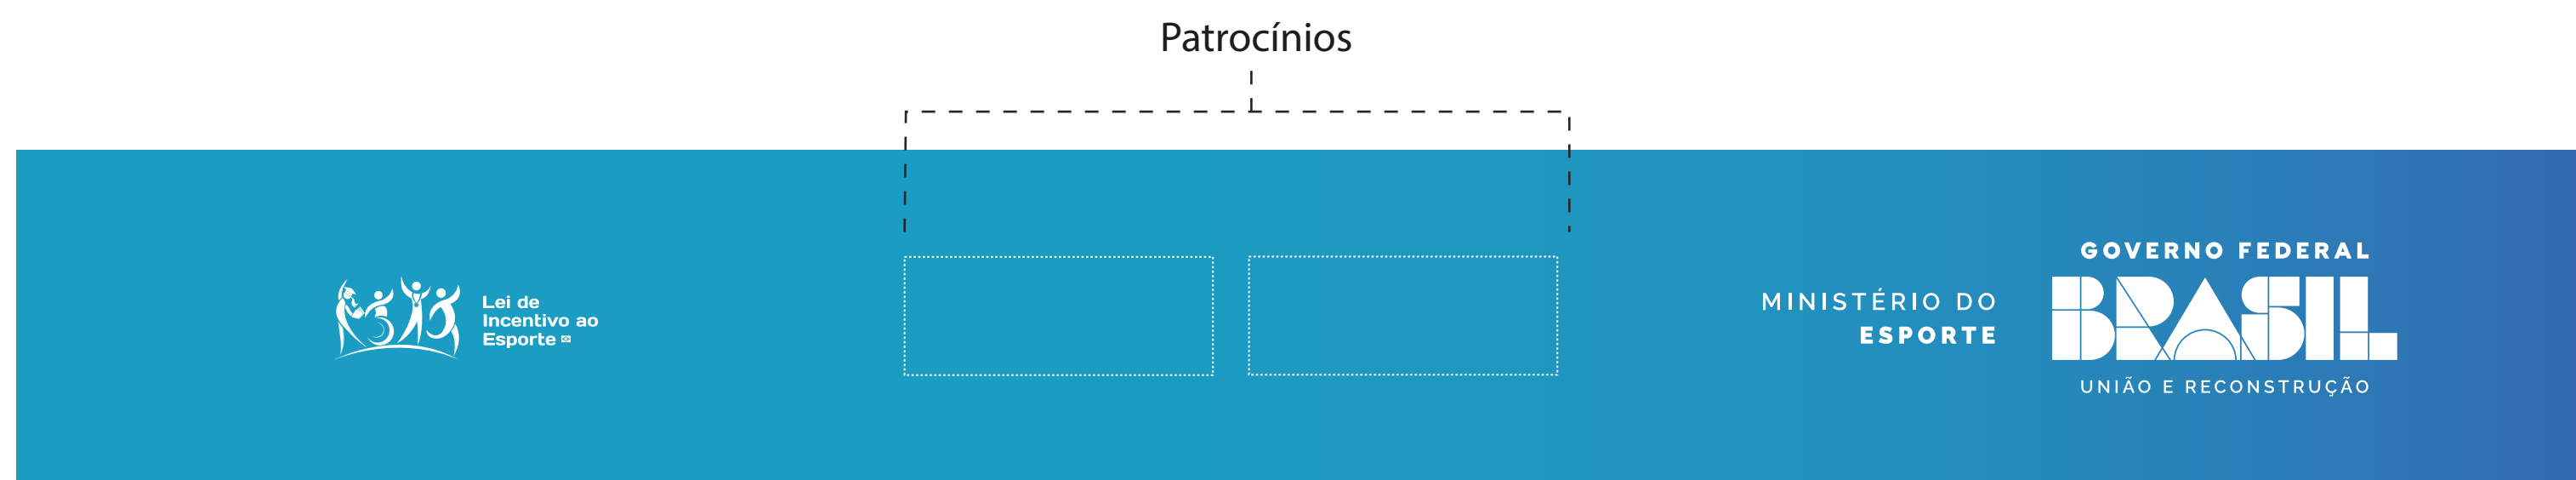 Patrocínios
Lei de
Incentivo ao
Esporte
MINISTÉRIO DO
ESPORTE
GOVERNO FEDERAL
BRASIL
UNIÃO E RECONSTRUÇÃO